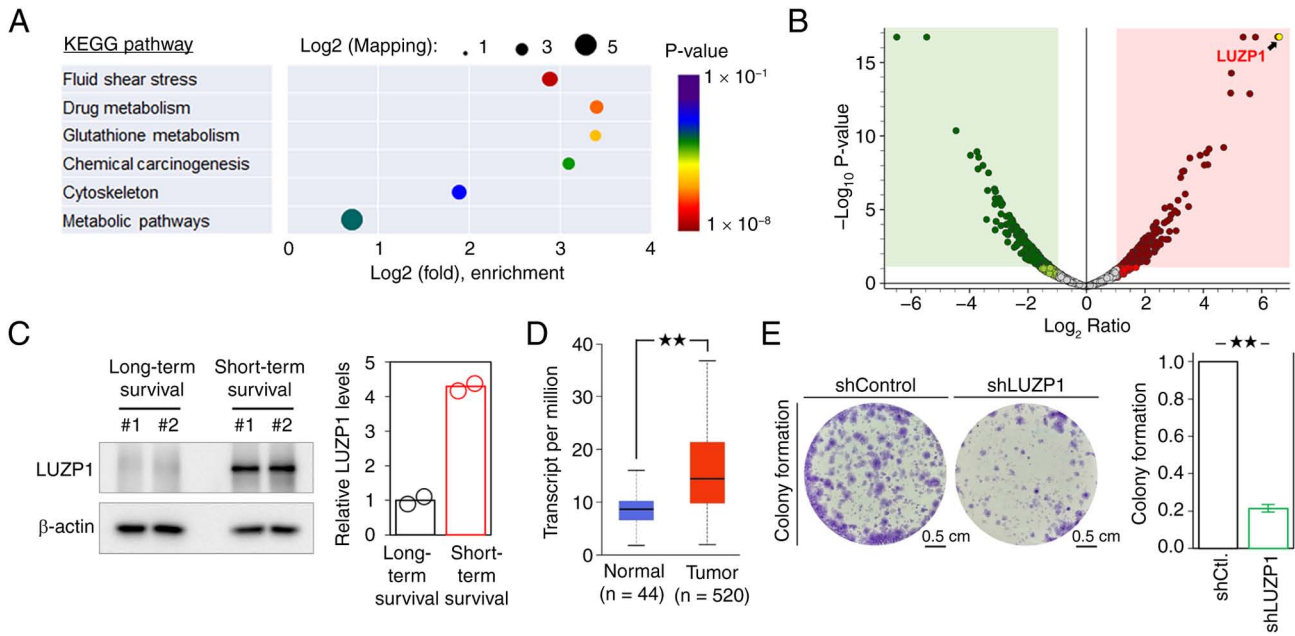 A
KEGG pathway
Log2 (Mapping): 1 3 5
P-value
1 × 10⁻¹
1 × 10⁻⁸
Fluid shear stress
Drug metabolism
Glutathione metabolism
Chemical carcinogenesis
Cytoskeleton
Metabolic pathways
0 1 2 3 4
Log2 (fold), enrichment
B
LUZP1
−Log₁₀ P-value
15
10
5
0
−6 −4 −2 0 2 4 6
Log₂ Ratio
C
Long-term survival
Short-term survival
#1 #2 #1 #2
LUZP1
β-actin
Relative LUZP1 levels
5
4
3
2
1
0
Long-term survival
Short-term survival
D
★★
Transcript per million
40
30
20
10
0
Normal (n = 44)
Tumor (n = 520)
E
shControl
shLUZP1
Colony formation
0.5 cm
0.5 cm
★★
Colony formation
1.0
0.8
0.6
0.4
0.2
0.0
shCtl.
shLUZP1